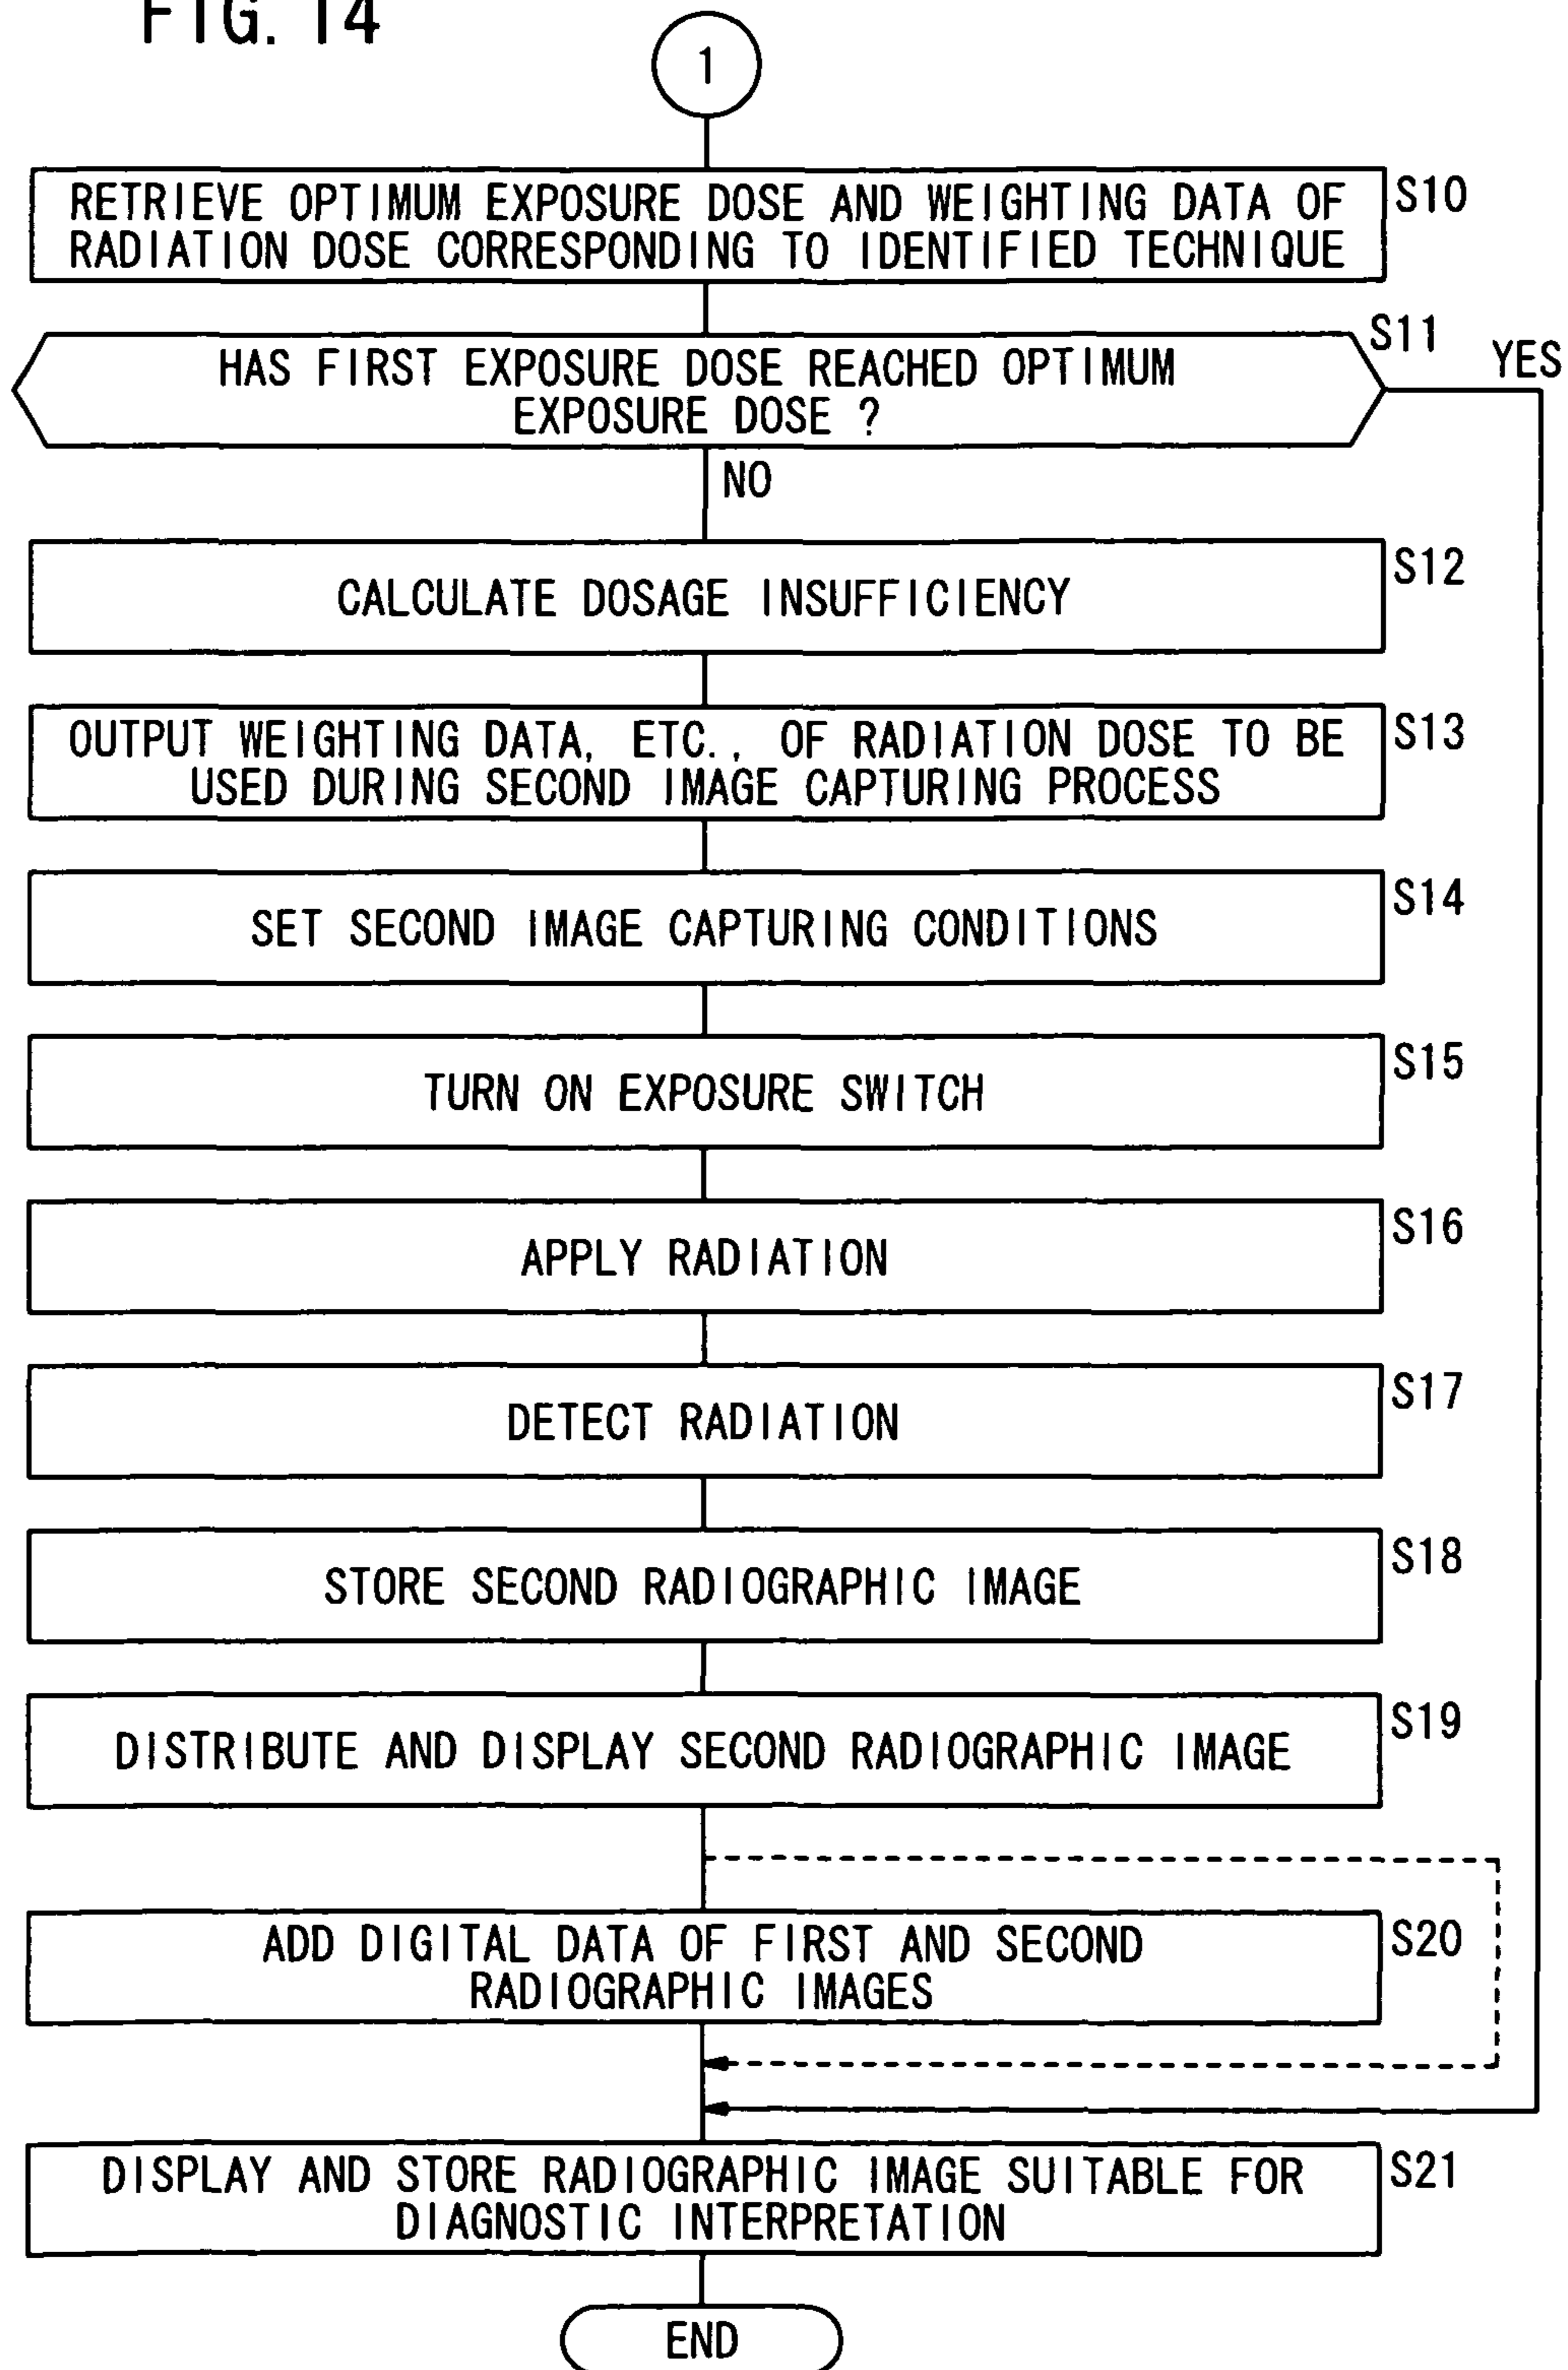 FIG. 14
1
RETRIEVE OPTIMUM EXPOSURE DOSE AND WEIGHTING DATA OF
RADIATION DOSE CORRESPONDING TO IDENTIFIED TECHNIQUE
S10
HAS FIRST EXPOSURE DOSE REACHED OPTIMUM
EXPOSURE DOSE ?
S11
YES
NO
CALCULATE DOSAGE INSUFFICIENCY
S12
OUTPUT WEIGHTING DATA, ETC., OF RADIATION DOSE TO BE
USED DURING SECOND IMAGE CAPTURING PROCESS
S13
SET SECOND IMAGE CAPTURING CONDITIONS
S14
TURN ON EXPOSURE SWITCH
S15
APPLY RADIATION
S16
DETECT RADIATION
S17
STORE SECOND RADIOGRAPHIC IMAGE
S18
DISTRIBUTE AND DISPLAY SECOND RADIOGRAPHIC IMAGE
S19
ADD DIGITAL DATA OF FIRST AND SECOND
RADIOGRAPHIC IMAGES
S20
DISPLAY AND STORE RADIOGRAPHIC IMAGE SUITABLE FOR
DIAGNOSTIC INTERPRETATION
S21
END